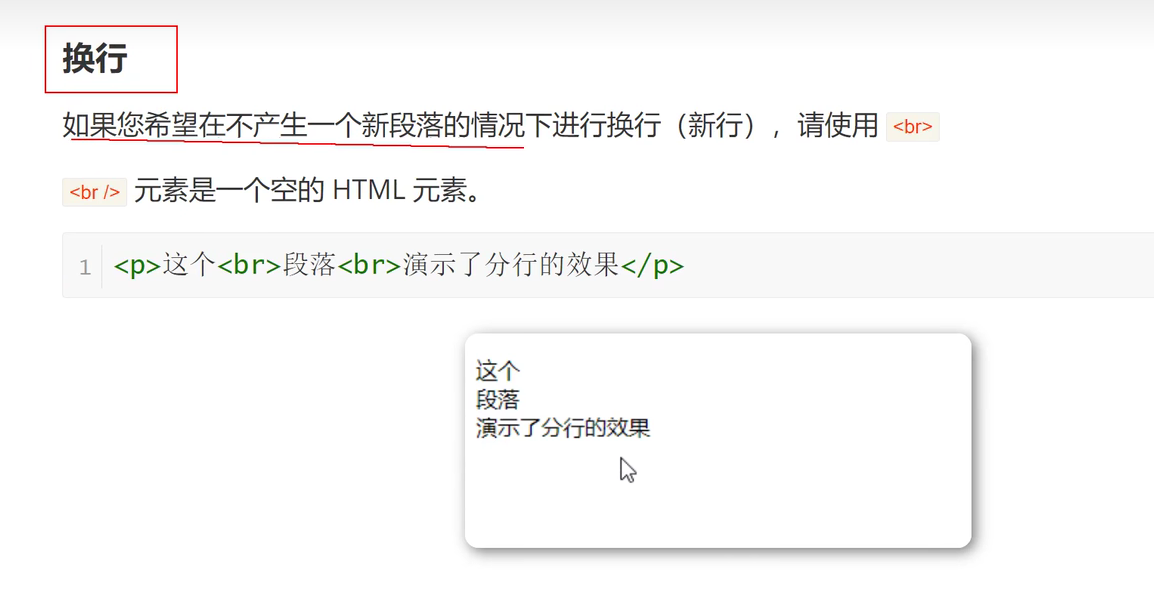 换行
如果您希望在不产生一个新段落的情况下进行换行（新行），请使用 <br>
<br /> 元素是一个空的 HTML 元素。
1 <p>这个<br>段落<br>演示了分行的效果</p>
这个
段落
演示了分行的效果